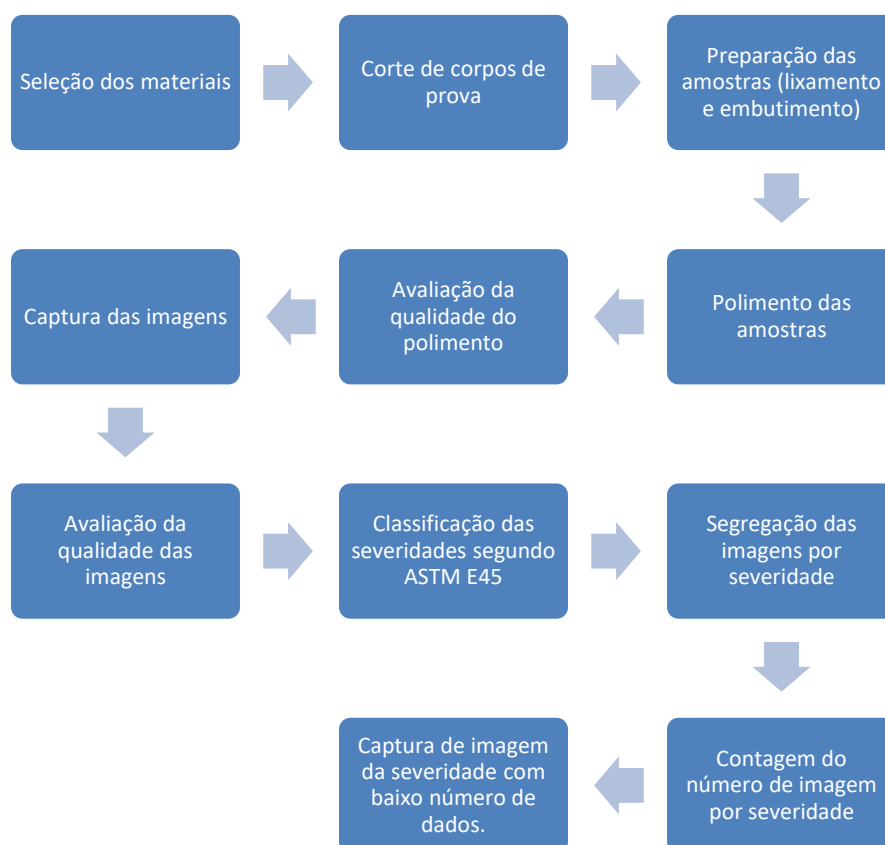 Seleção dos materiais
Corte de corpos de
prova
Preparação das
amostras (lixamento
e embutimento)
Polimento das
amostras
Avaliação da
qualidade do
polimento
Captura das imagens
Avaliação da
qualidade das
imagens
Classificação das
severidades segundo
ASTM E45
Segregação das
imagens por
severidade
Contagem do
número de imagem
por severidade
Captura de imagem
da severidade com
baixo número de
dados.